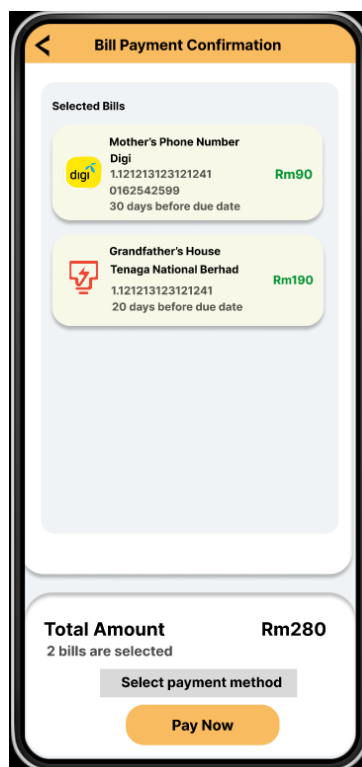 Bill Payment Confirmation
Selected Bills
Mother's Phone Number
Digi
digi
1.121213123121241
Rm90
0162542599
30 days before due date
Grandfather's House
Tenaga National Berhad
Rm190
1.121213123121241
20 days before due date
Total Amount
Rm280
2 bills are selected
Select payment method
Pay Now